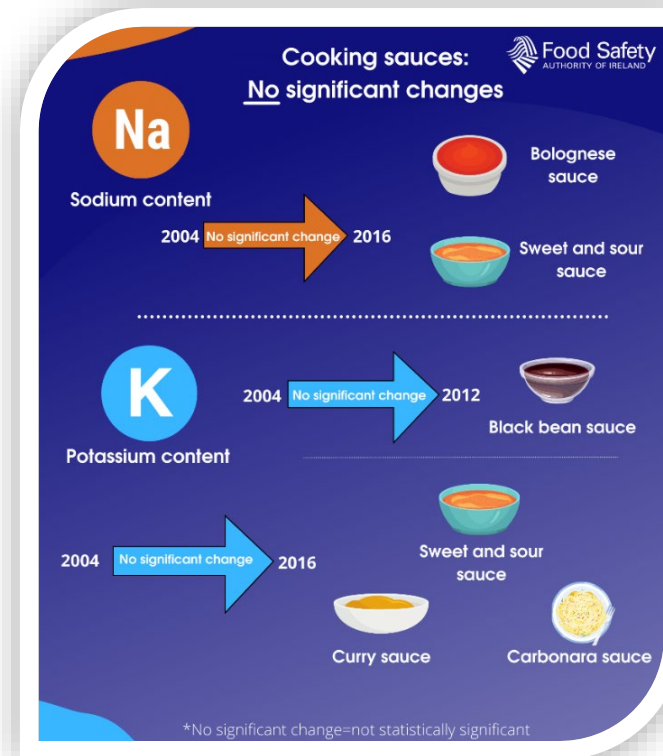 Cooking sauces:
No significant changes
Food Safety
AUTHORITY OF IRELAND
Na
Sodium content
2004 No significant change 2016
Bolognese
sauce
Sweet and sour
sauce
K
Potassium content
2004 No significant change 2012
Black bean sauce
2004 No significant change 2016
Sweet and sour
sauce
Curry sauce
Carbonara sauce
*No significant change=not statistically significant